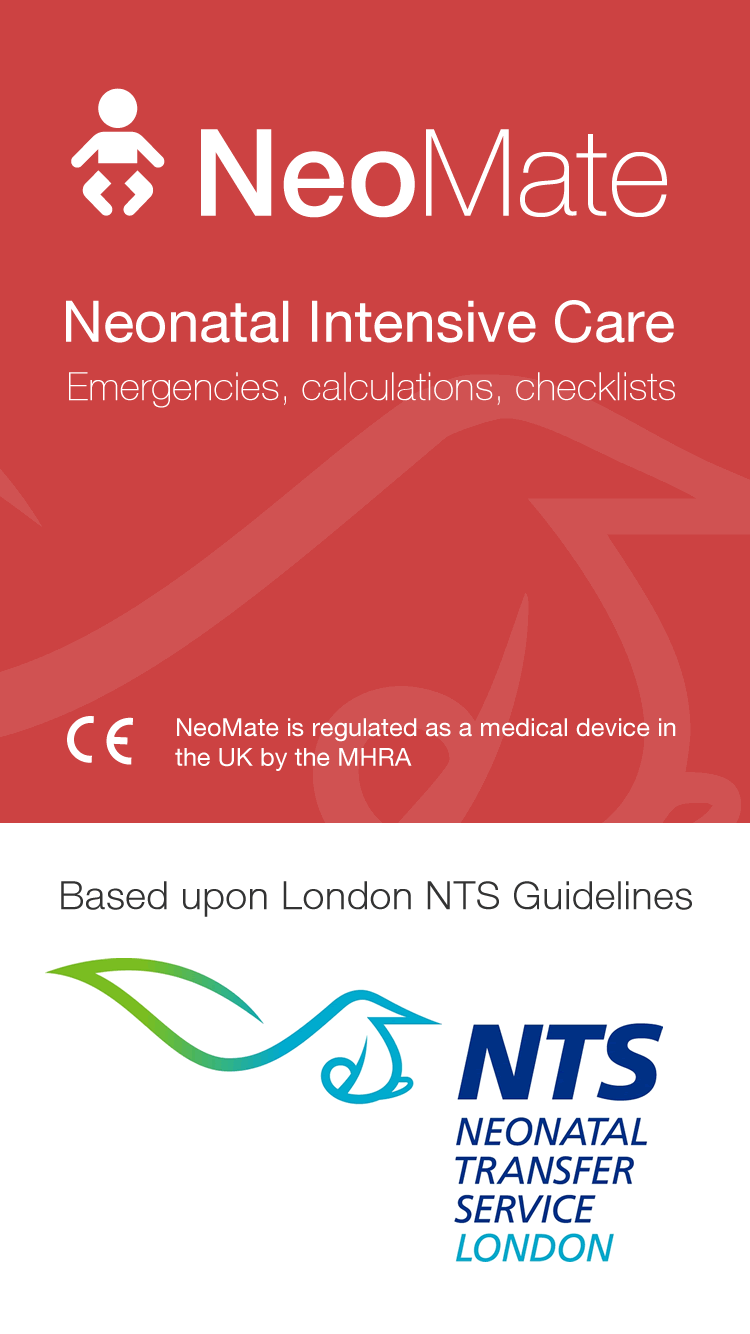 NeoMate
Neonatal Intensive Care
Emergencies, calculations, checklists
CE
NeoMate is regulated as a medical device in
the UK by the MHRA
Based upon London NTS Guidelines
NTS
NEONATAL
TRANSFER
SERVICE
LONDON